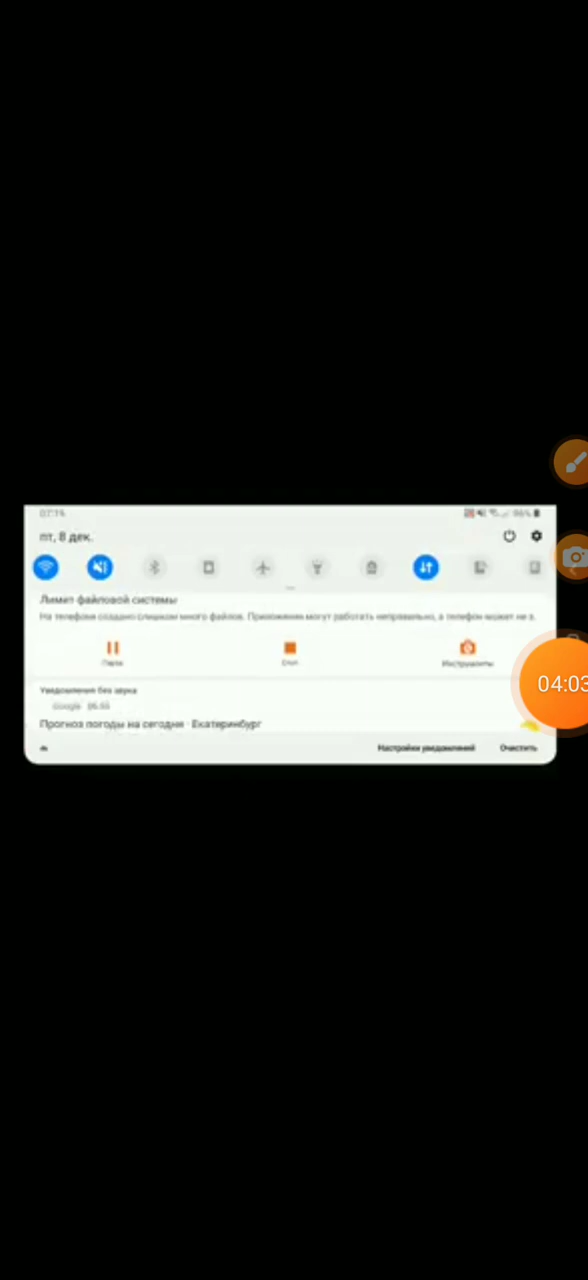 07:16
пт, 8 дек.
Лимит файловой системы
На телефоне создано слишком много файлов. Приложения могут работать неправильно, а телефон может не з
Пауза
Стоп
Инструменты
04:03
Уведомления без звука
Google
Прогноз погоды на сегодня · Екатеринбург
Настройки уведомлений
Очистить